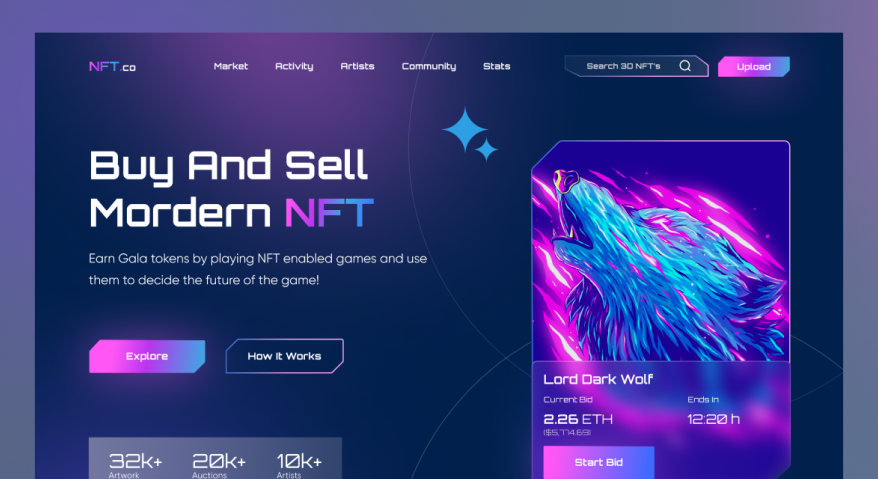 NFT.co
Market Activity Artists Community Stats
Search 3D NFT's
Upload
Buy And Sell
Mordern NFT
Earn Gala tokens by playing NFT enabled games and use
them to decide the future of the game!
Explore
How It Works
32k+ 20k+ 10k+
Artwork Auctions Artists
Lord Dark Wolf
Current Bid Ends In
2.26 ETH 12:20 h
($5,774.69)
Start Bid